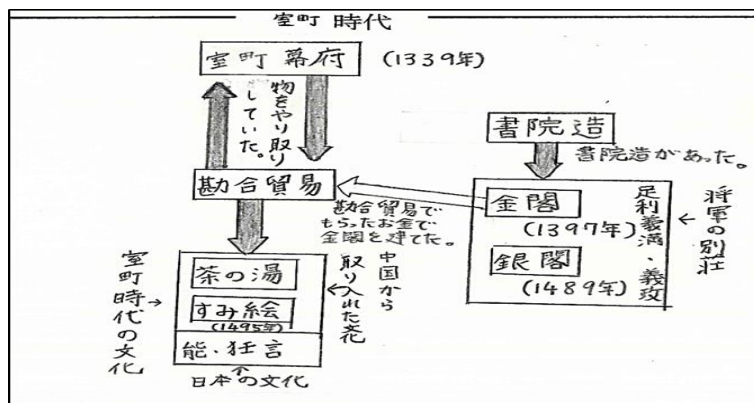 室町時代
室町幕府
(1339年)
物をやり取り
していた。
勘合貿易
書院造
書院造があった。
金閣
(1397年)
銀閣
(1489年)
足利義満・義政
将軍の別荘
勘合貿易で
もらったお金で
金閣を建てた。
茶の湯
すみ絵
(1495年)
能・狂言
中国から
取り入れた文化
室町時代の文化
日本の文化